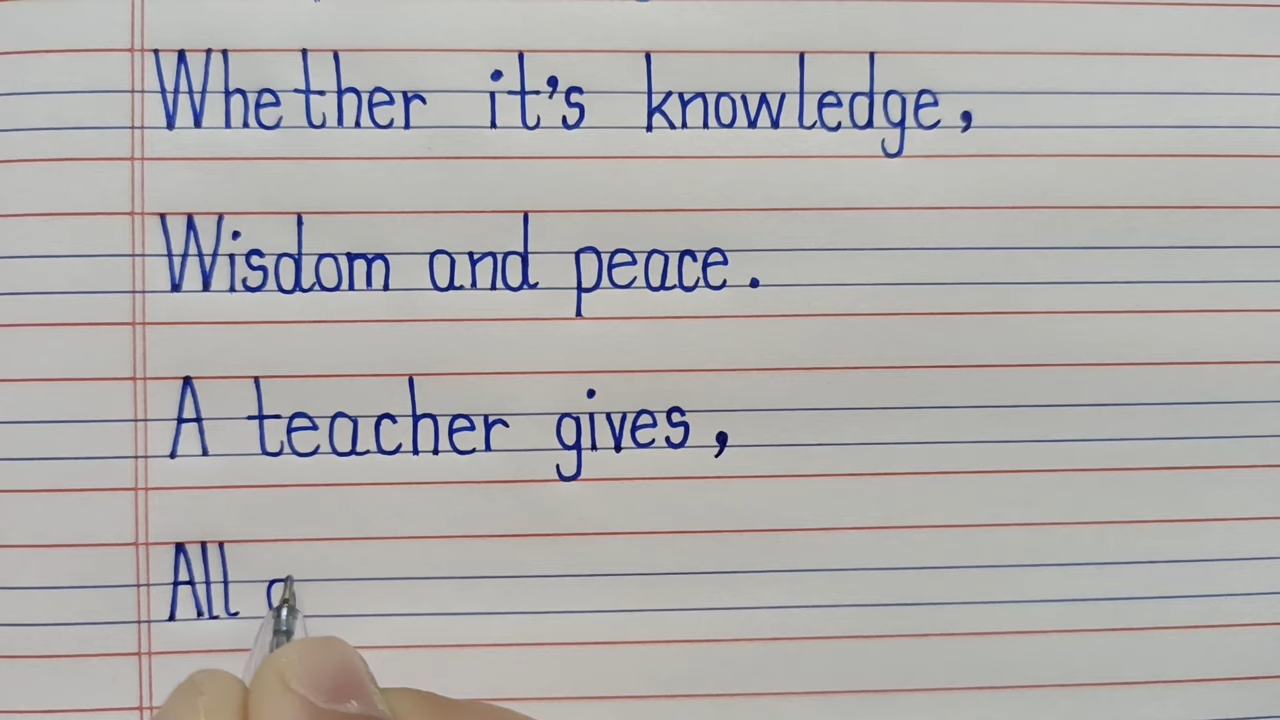 Whether it's knowledge,
Wisdom and peace.
A teacher gives,
All